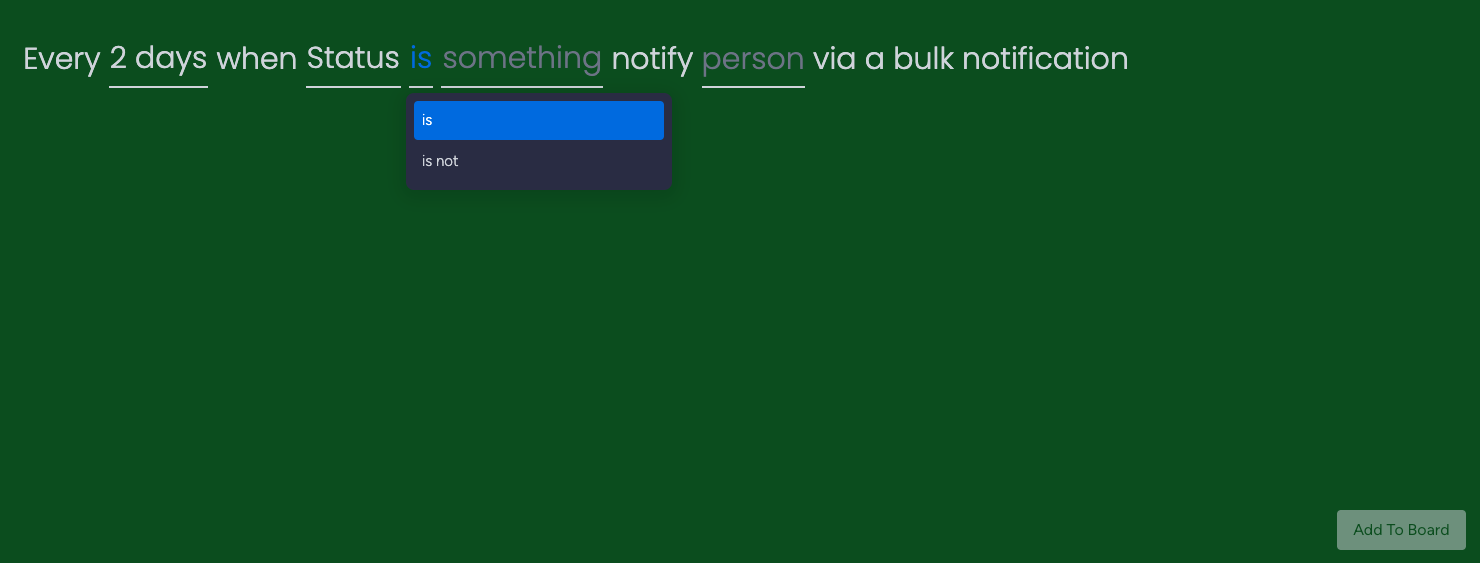 Every 2 days when Status is something notify person via a bulk notification
is
is not
Add To Board